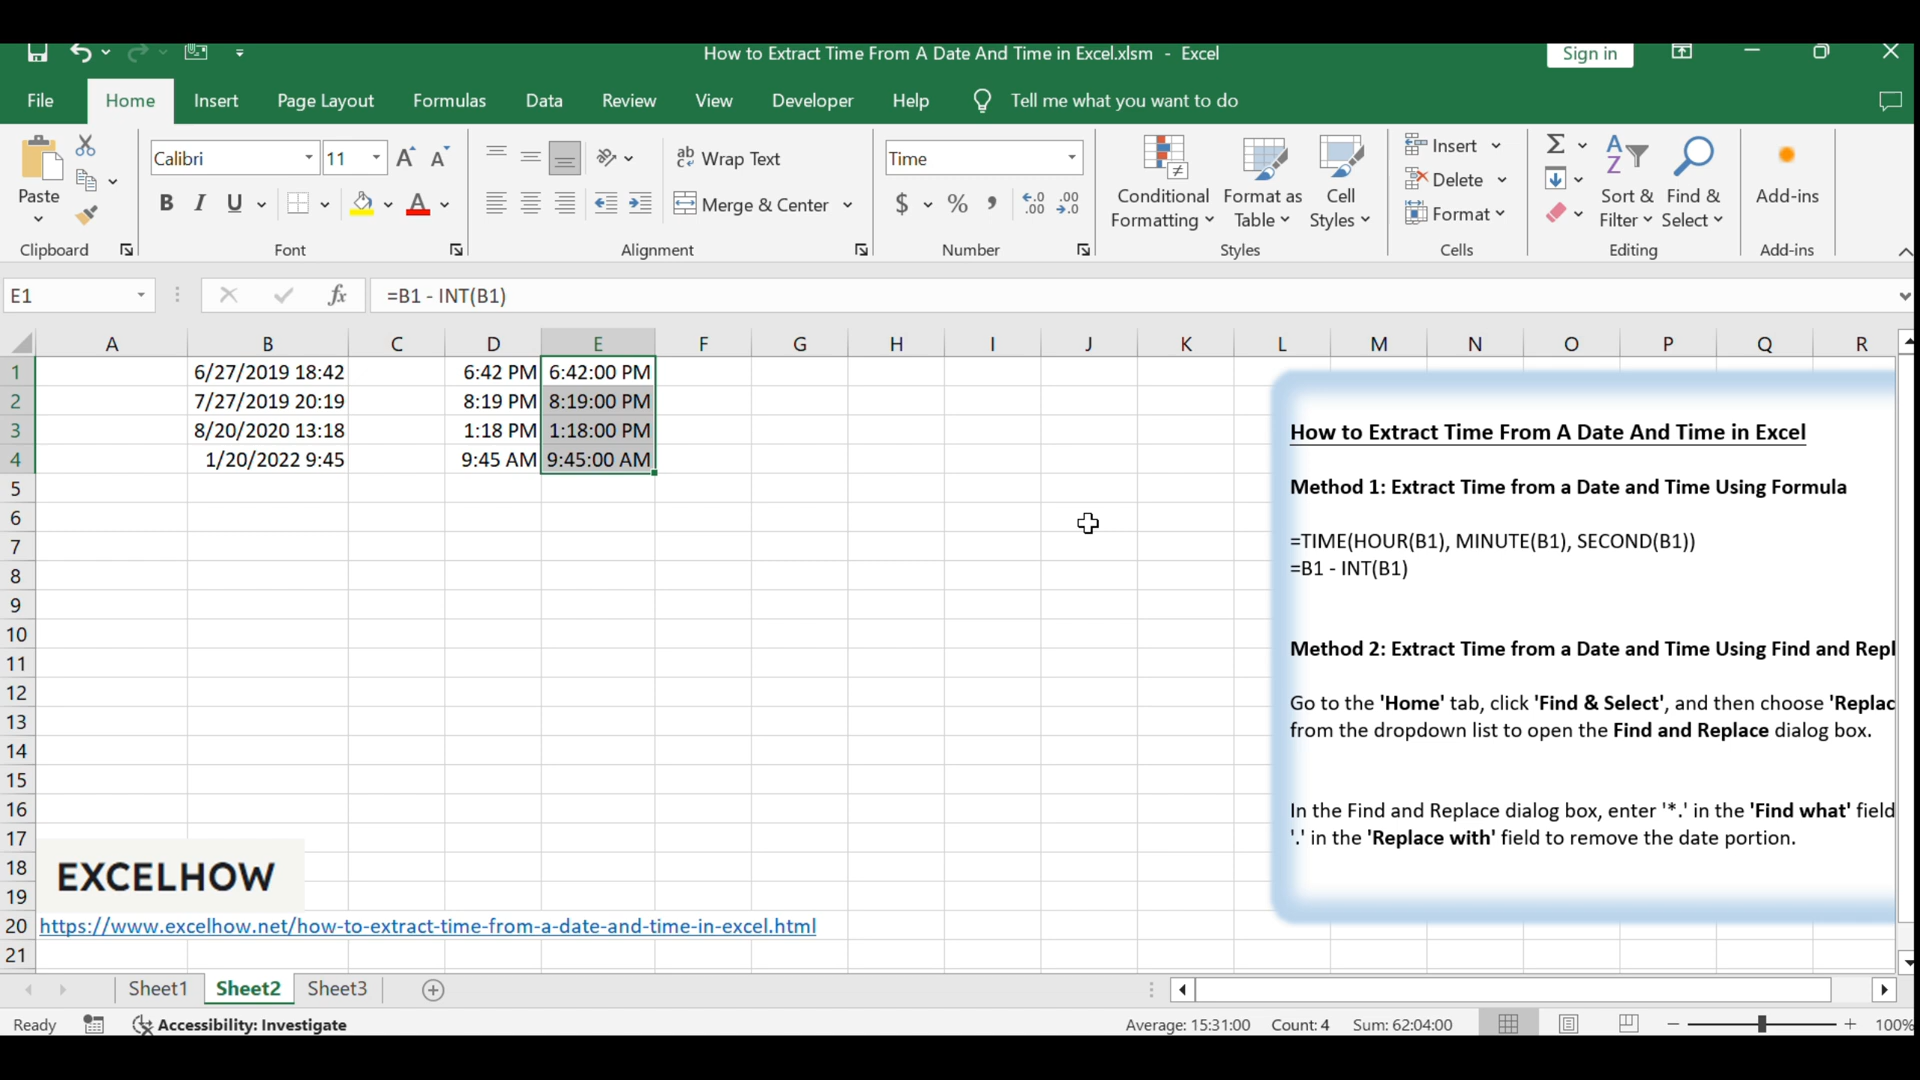 How to Extract Time From A Date And Time in Excel.xlsm - Excel
Sign in
File Home Insert Page Layout Formulas Data Review View Developer Help Tell me what you want to do
Paste
Clipboard
Calibri 11
B I U
Font
Wrap Text
Merge & Center
Alignment
Time
$ % ,
Number
Conditional Formatting
Format as Table
Cell Styles
Styles
Insert
Delete
Format
Cells
Sort & Filter
Find & Select
Editing
Add-ins
Add-ins
E1 fx =B1 - INT(B1)
A B C D E F G H I J K L M N O P Q R
1 6/27/2019 18:42 6:42 PM 6:42:00 PM
2 7/27/2019 20:19 8:19 PM 8:19:00 PM
3 8/20/2020 13:18 1:18 PM 1:18:00 PM
4 1/20/2022 9:45 9:45 AM 9:45:00 AM
5
6
7
8
9
10
11
12
13
14
15
16
17
18
19
20
21
How to Extract Time From A Date And Time in Excel
Method 1: Extract Time from a Date and Time Using Formula
=TIME(HOUR(B1), MINUTE(B1), SECOND(B1))
=B1 - INT(B1)
Method 2: Extract Time from a Date and Time Using Find and Repl
Go to the 'Home' tab, click 'Find & Select', and then choose 'Replac
from the dropdown list to open the Find and Replace dialog box.
In the Find and Replace dialog box, enter '*.' in the 'Find what' field
'.' in the 'Replace with' field to remove the date portion.
EXCELHOW
https://www.excelhow.net/how-to-extract-time-from-a-date-and-time-in-excel.html
Sheet1 Sheet2 Sheet3
Ready Accessibility: Investigate Average: 15:31:00 Count: 4 Sum: 62:04:00 100%